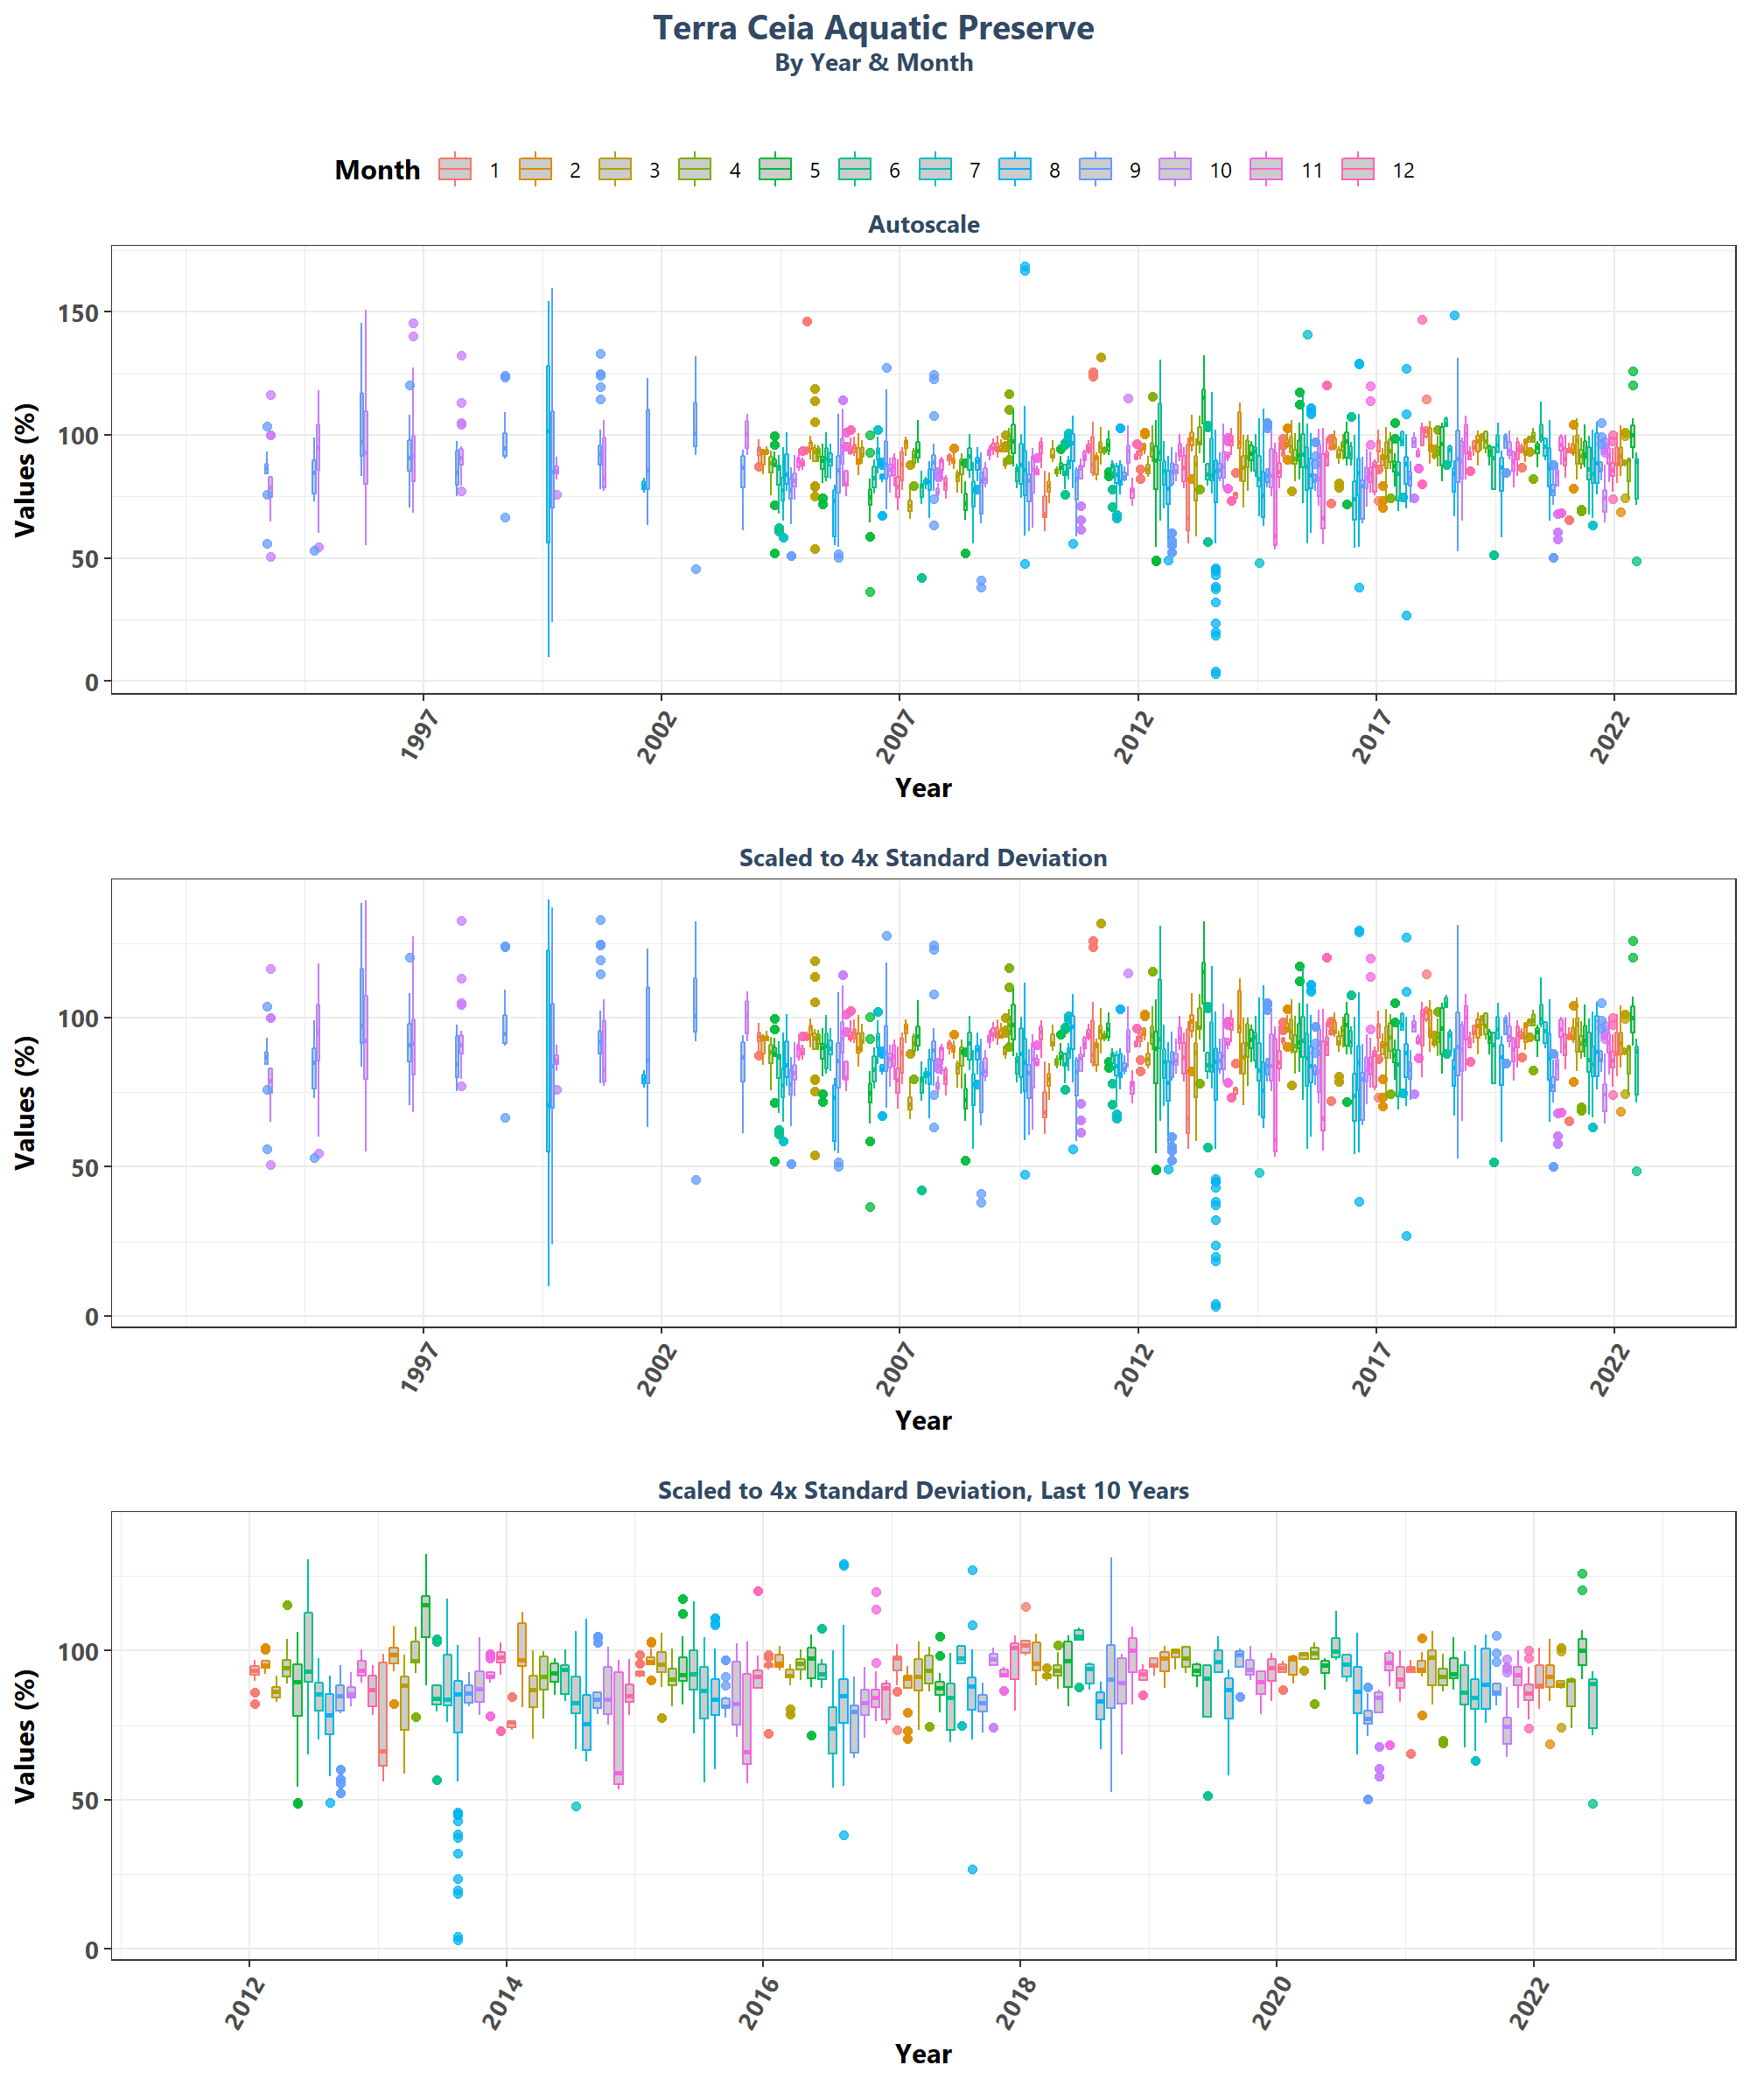 Terra Ceia Aquatic Preserve
By Year & Month
Month 1 2 3 4 5 6 7 8 9 10 11 12
Autoscale
Values (%)
150
100
50
0
1997 2002 2007 2012 2017 2022
Year
Scaled to 4x Standard Deviation
Values (%)
100
50
0
1997 2002 2007 2012 2017 2022
Year
Scaled to 4x Standard Deviation, Last 10 Years
Values (%)
100
50
0
2012 2014 2016 2018 2020 2022
Year